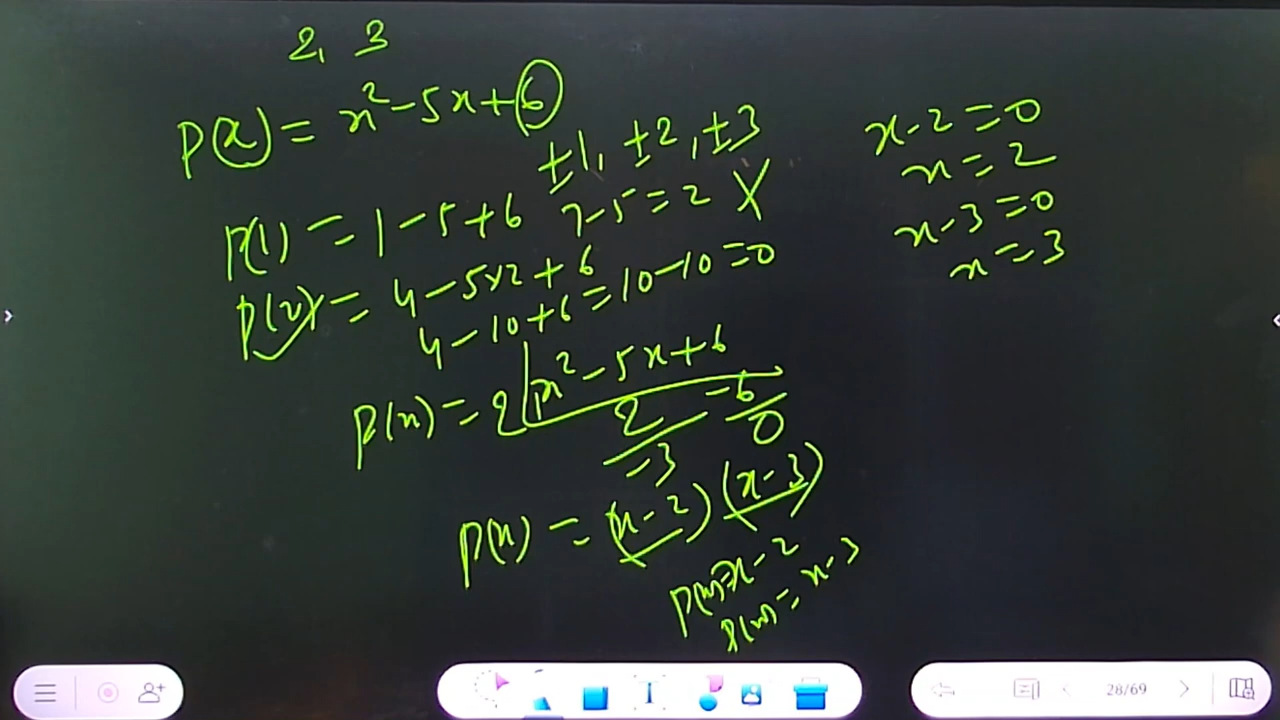 2, 3
P(x) = x² - 5x + 6
±1, ±2, ±3
P(1) = 1 - 5 + 6 7 - 5 = 2 X
P(2) = 4 - 5x2 + 6
4 - 10 + 6 = 10 - 10 = 0
P(x) = 2 | x² - 5x + 6
2 - 6
- 3 0
P(x) = (x - 2) (x - 3)
P(x) = x - 2
P(x) = x - 3
x - 2 = 0
x = 2
x - 3 = 0
x = 3
28/69